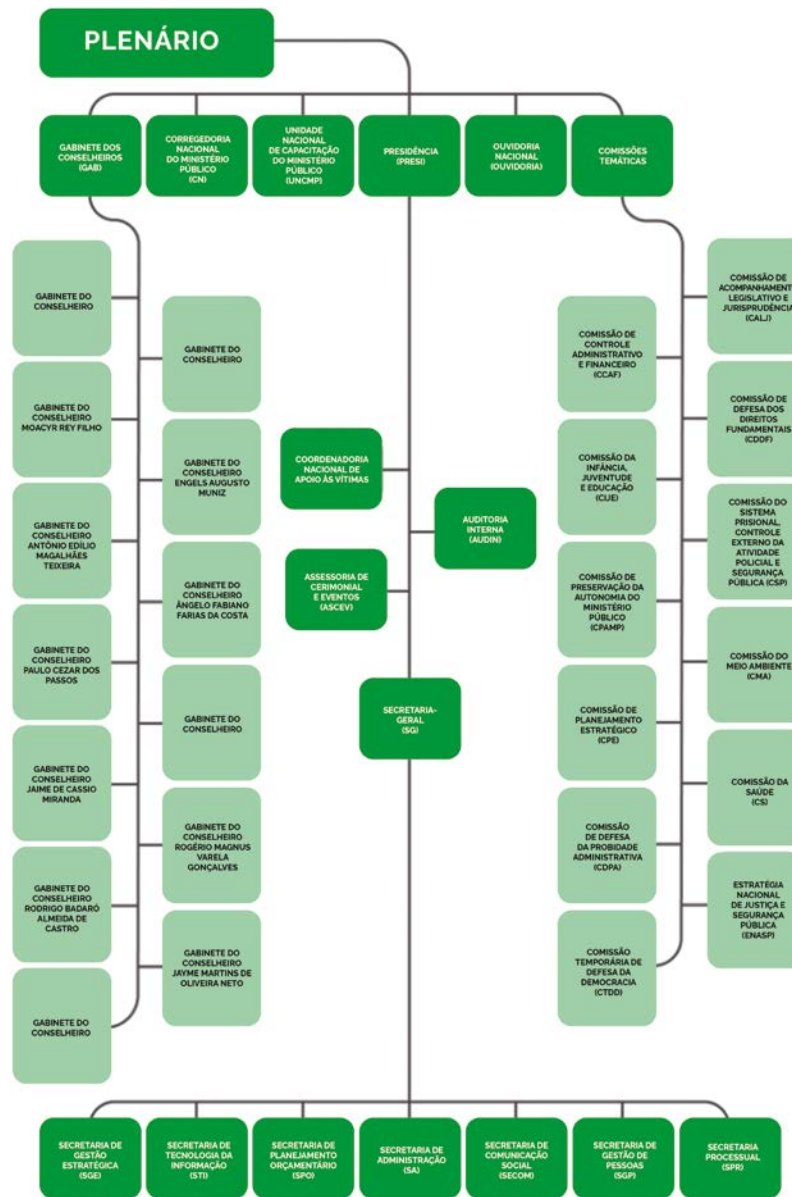 PLENÁRIO
GABINETE DOS
CONSELHEIROS
(GAB)
CORREGEDORIA
NACIONAL
DO MINISTÉRIO
PÚBLICO
(CN)
UNIDADE
NACIONAL
DE CAPACITAÇÃO
DO MINISTÉRIO
PÚBLICO
(UNCMP)
PRESIDÊNCIA
(PRESI)
OUVIDORIA
NACIONAL
(OUVIDORIA)
COMISSÕES
TEMÁTICAS
GABINETE DO
CONSELHEIRO
GABINETE DO
CONSELHEIRO
MOACYR REY FILHO
GABINETE DO
CONSELHEIRO
ANTÔNIO EDÍLIO
MAGALHÃES
TEIXEIRA
GABINETE DO
CONSELHEIRO
PAULO CEZAR DOS
PASSOS
GABINETE DO
CONSELHEIRO
JAIME DE CASSIO
MIRANDA
GABINETE DO
CONSELHEIRO
RODRIGO BADARÓ
ALMEIDA DE
CASTRO
GABINETE DO
CONSELHEIRO
GABINETE DO
CONSELHEIRO
GABINETE DO
CONSELHEIRO
ENGELS AUGUSTO
MUNIZ
GABINETE DO
CONSELHEIRO
ÂNGELO FABIANO
FARIAS DA COSTA
GABINETE DO
CONSELHEIRO
GABINETE DO
CONSELHEIRO
ROGÉRIO MAGNUS
VARELA
GONÇALVES
GABINETE DO
CONSELHEIRO
JAYME MARTINS DE
OLIVEIRA NETO
COORDENADORIA
NACIONAL DE
APOIO ÀS VÍTIMAS
AUDITORIA
INTERNA
(AUDIN)
ASSESSORIA DE
CERIMONIAL
E EVENTOS
(ASCEV)
SECRETARIA-
GERAL
(SG)
COMISSÃO DE
CONTROLE
ADMINISTRATIVO
E FINANCEIRO
(CCAF)
COMISSÃO DA
INFÂNCIA,
JUVENTUDE
E EDUCAÇÃO
(CIJE)
COMISSÃO DE
PRESERVAÇÃO DA
AUTONOMIA DO
MINISTÉRIO
PÚBLICO
(CPAMP)
COMISSÃO DE
PLANEJAMENTO
ESTRATÉGICO
(CPE)
COMISSÃO
DE DEFESA
DA PROBIDADE
ADMINISTRATIVA
(CDPA)
COMISSÃO
TEMPORÁRIA DE
DEFESA DA
DEMOCRACIA
(CTDD)
COMISSÃO DE
ACOMPANHAMENT
LEGISLATIVO E
JURISPRUDÊNCIA
(CALJ)
COMISSÃO DE
DEFESA DOS
DIREITOS
FUNDAMENTAIS
(CDDF)
COMISSÃO DO
SISTEMA
PRISIONAL,
CONTROLE
EXTERNO DA
ATIVIDADE
POLICIAL E
SEGURANÇA
PÚBLICA (CSP)
COMISSÃO DO
MEIO AMBIENTE
(CMA)
COMISSÃO DA
SAÚDE
(CS)
ESTRATÉGIA
NACIONAL
DE JUSTIÇA E
SEGURANÇA
PÚBLICA
(ENASP)
SECRETARIA DE
GESTÃO
ESTRATÉGICA
(SGE)
SECRETARIA DE
TECNOLOGIA DA
INFORMAÇÃO
(STI)
SECRETARIA DE
PLANEJAMENTO
ORÇAMENTÁRIO
(SPO)
SECRETARIA DE
ADMINISTRAÇÃO
(SA)
SECRETARIA DE
COMUNICAÇÃO
SOCIAL
(SECOM)
SECRETARIA DE
GESTÃO DE
PESSOAS
(SGP)
SECRETARIA
PROCESSUAL
(SPR)